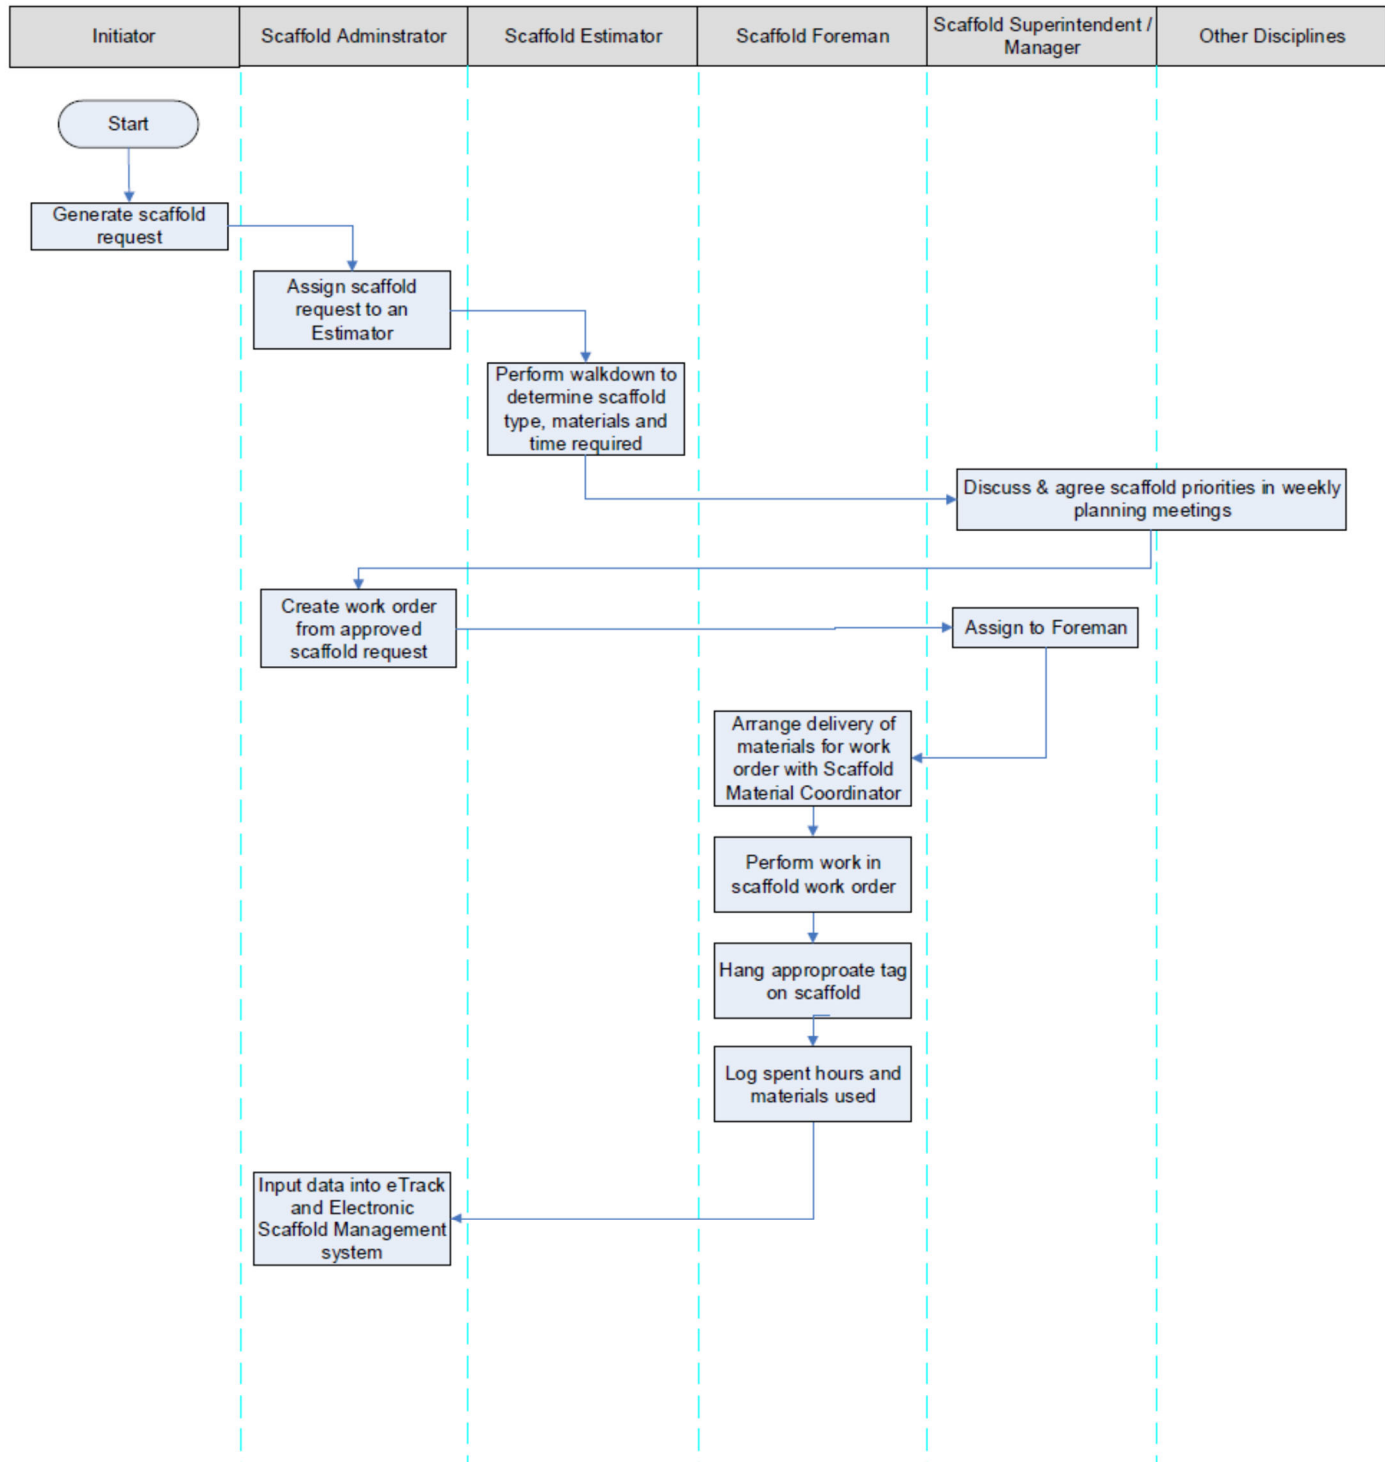 Initiator
Scaffold Adminstrator
Scaffold Estimator
Scaffold Foreman
Scaffold Superintendent /
Manager
Other Disciplines
Start
Generate scaffold
request
Assign scaffold
request to an
Estimator
Perform walkdown to
determine scaffold
type, materials and
time required
Discuss & agree scaffold priorities in weekly
planning meetings
Create work order
from approved
scaffold request
Assign to Foreman
Arrange delivery of
materials for work
order with Scaffold
Material Coordinator
Perform work in
scaffold work order
Hang approproate tag
on scaffold
Log spent hours and
materials used
Input data into eTrack
and Electronic
Scaffold Management
system